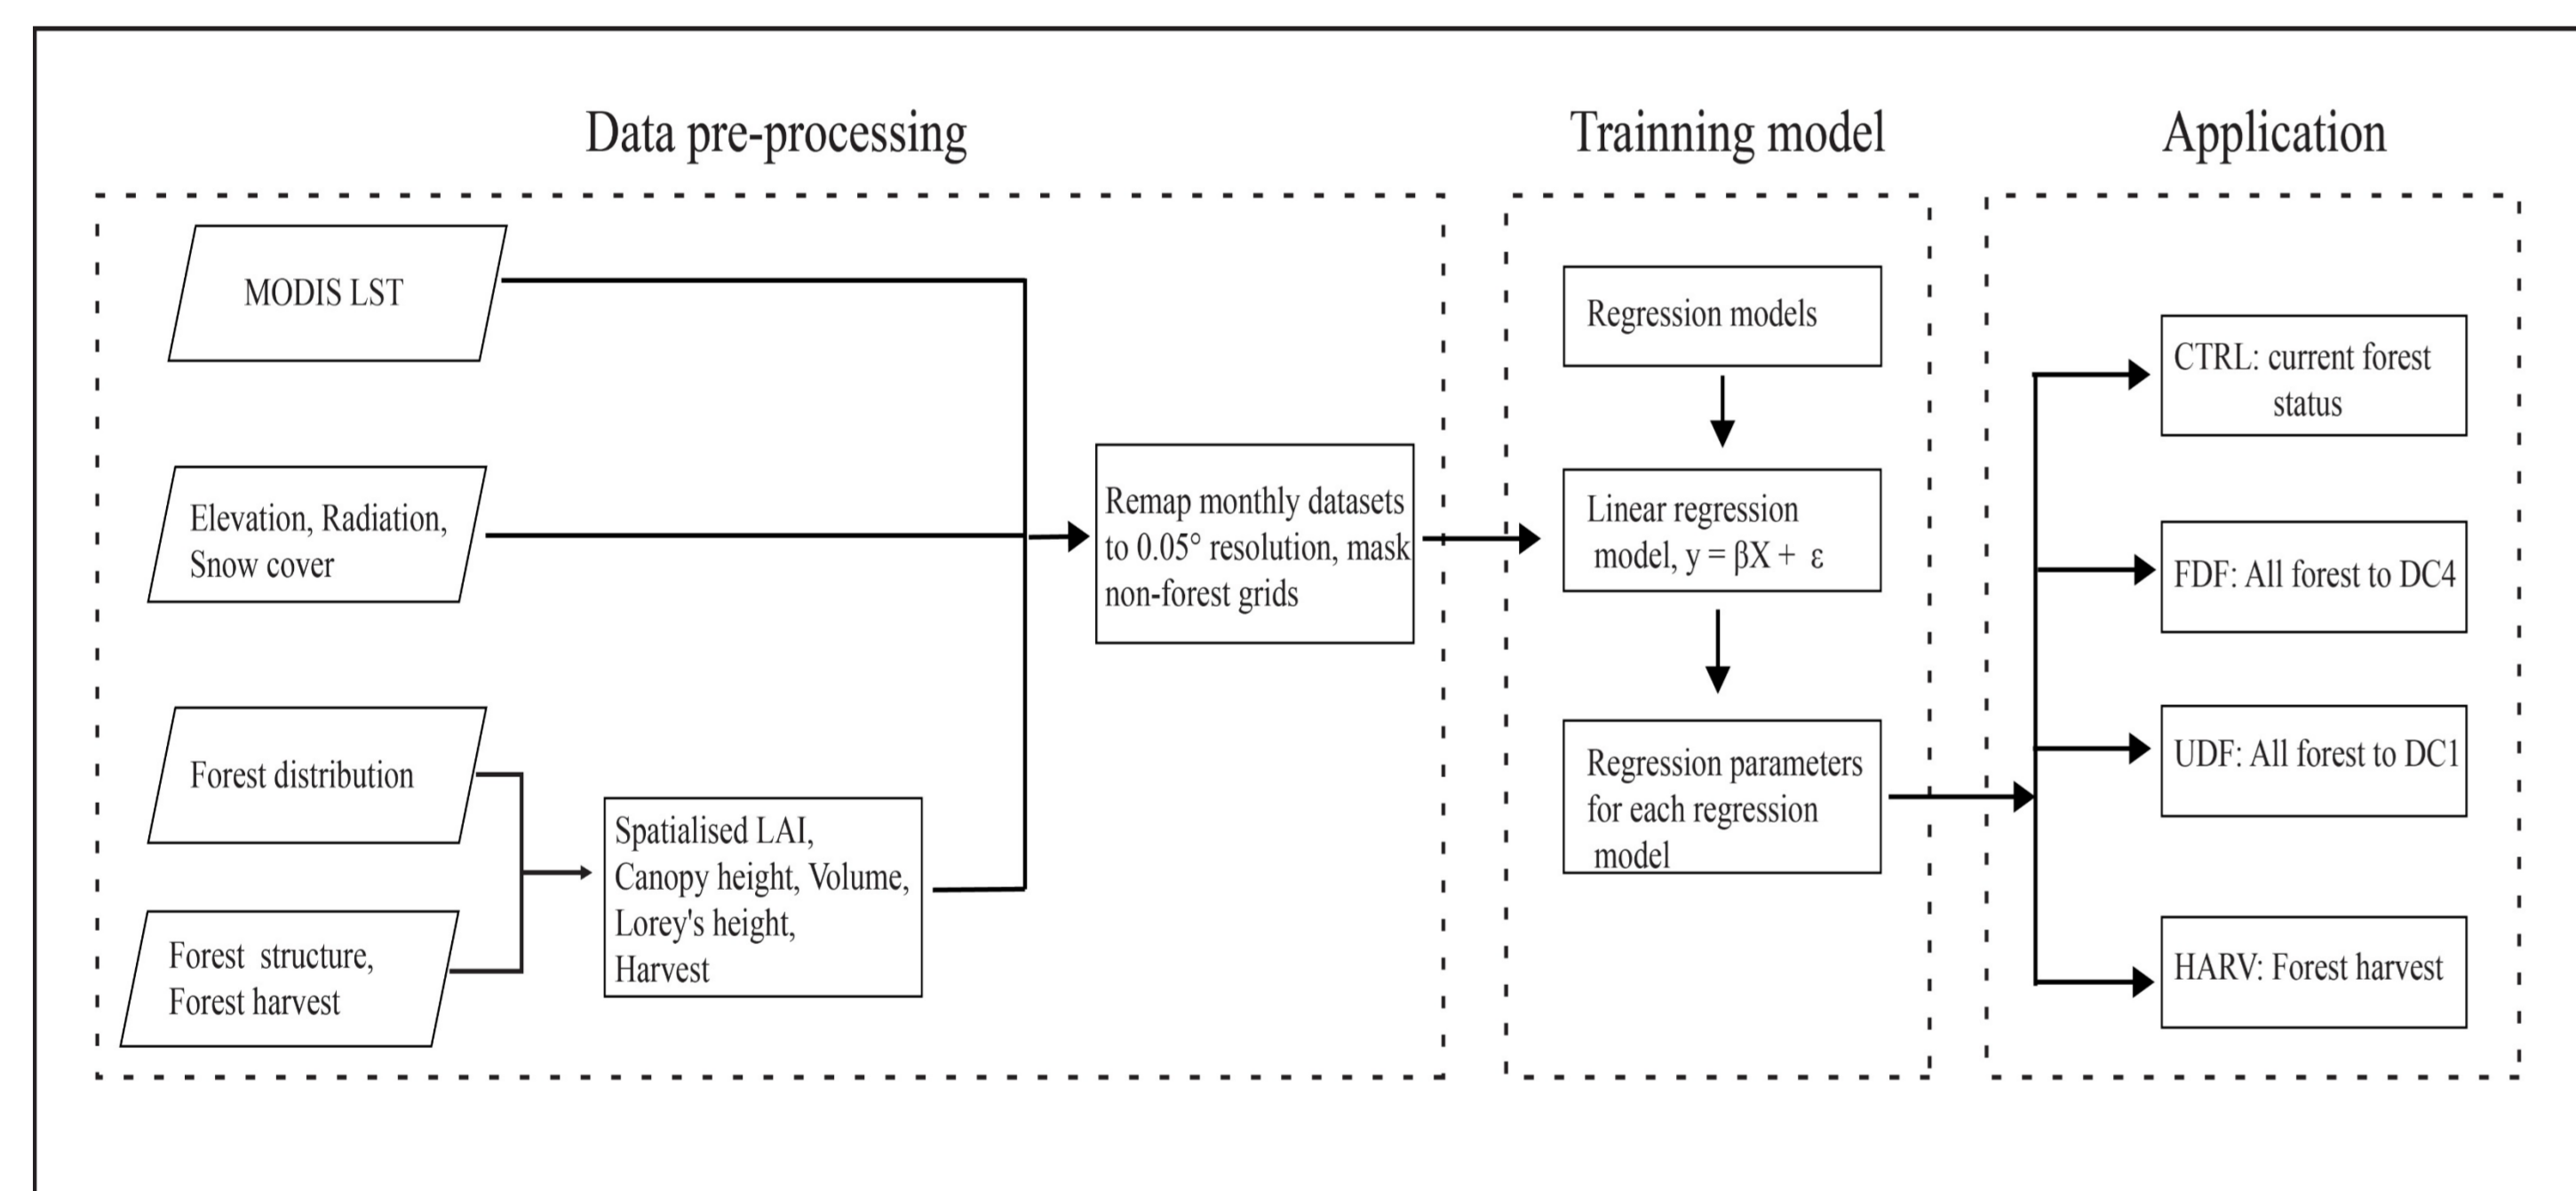 Data pre-processing
Trainning model
Application
MODIS LST
Elevation, Radiation,
Snow cover
Forest distribution
Forest structure,
Forest harvest
Spatialised LAI,
Canopy height, Volume,
Lorey's height,
Harvest
Remap monthly datasets
to 0.05° resolution, mask
non-forest grids
Regression models
Linear regression
model, y = βX + ε
Regression parameters
for each regression
model
CTRL: current forest
status
FDF: All forest to DC4
UDF: All forest to DC1
HARV: Forest harvest